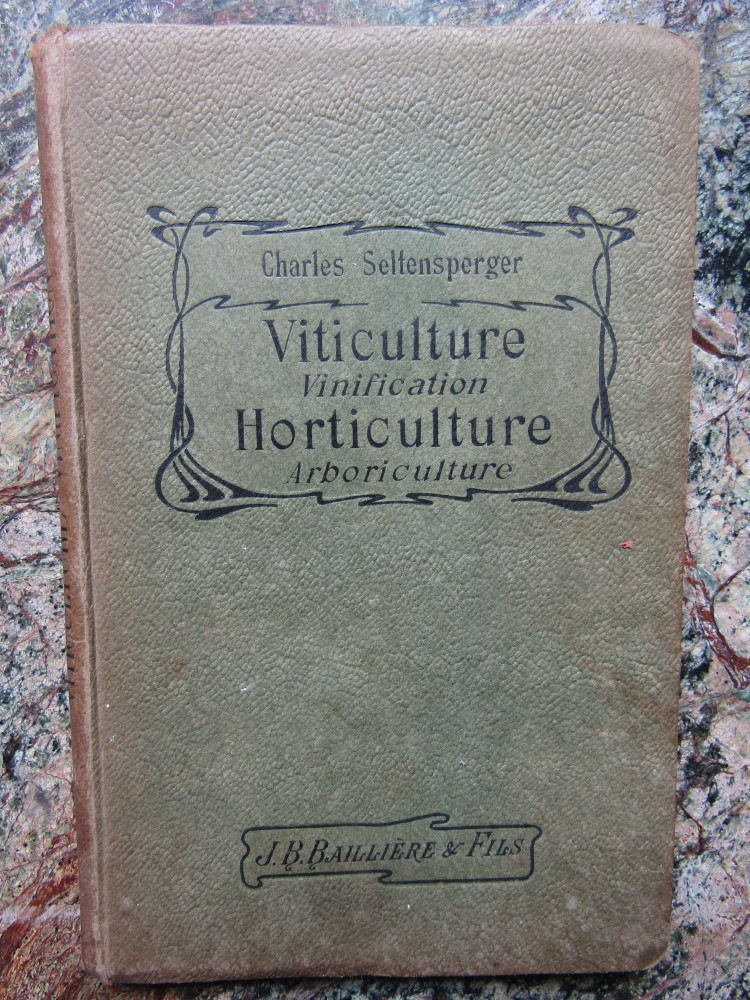 Charles Seltensperger
Viticulture
Vinification
Horticulture
Arboriculture
J. B. BAILLIÈRE & FILS